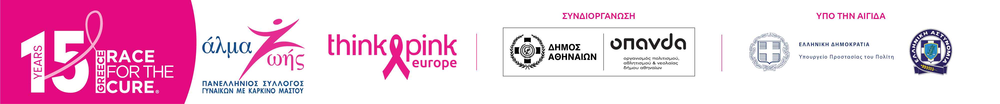 15
YEARS
GREECE
RACE
FOR THE
CURE®
άλμα
ζωής
ΠΑΝΕΛΛΗΝΙΟΣ ΣΥΛΛΟΓΟΣ
ΓΥΝΑΙΚΩΝ ΜΕ ΚΑΡΚΙΝΟ ΜΑΣΤΟΥ
think pink
europe
ΣΥΝΔΙΟΡΓΑΝΩΣΗ
ΔΗΜΟΣ
ΑΘΗΝΑΙΩΝ
οπανda
οργανισμός πολιτισμού,
αθλητισμού & νεολαίας
δήμου αθηναίων
ΥΠΟ ΤΗΝ ΑΙΓΙΔΑ
ΕΛΛΗΝΙΚΗ ΔΗΜΟΚΡΑΤΙΑ
Υπουργείο Προστασίας του Πολίτη
ΕΛΛΗΝΙΚΗ ΑΣΤΥΝΟΜΙΑ